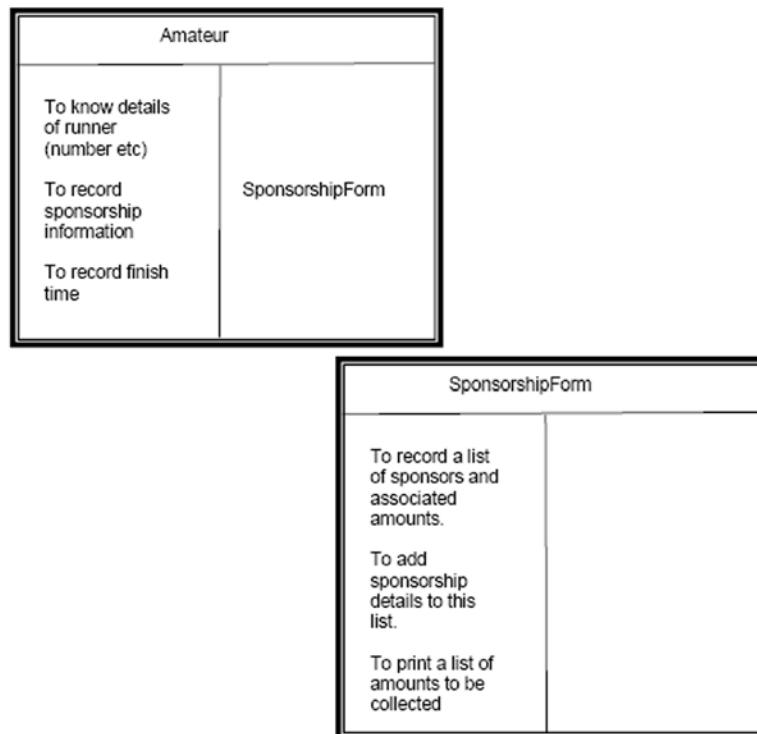 Amateur
To know details
of runner
(number etc)
To record
sponsorship
information
To record finish
time
SponsorshipForm
SponsorshipForm
To record a list
of sponsors and
associated
amounts.
To add
sponsorship
details to this
list.
To print a list of
amounts to be
collected